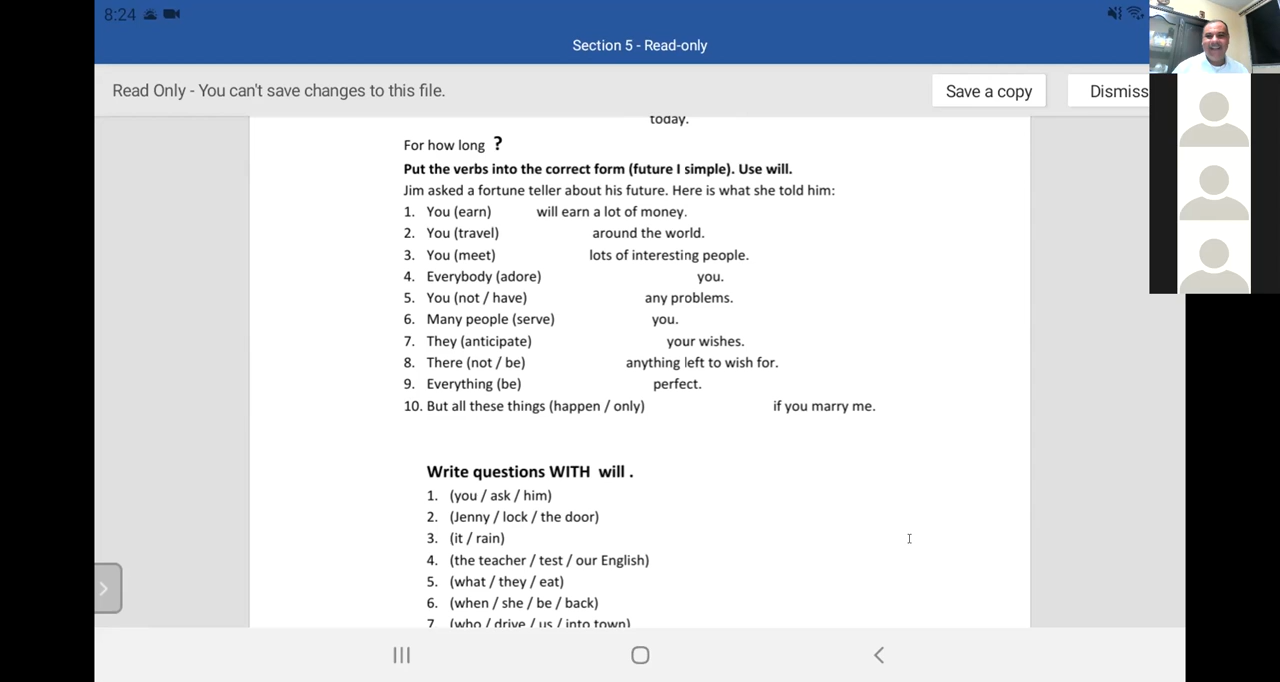 8:24
Section 5 - Read-only
Read Only - You can't save changes to this file.
Save a copy
Dismiss
today.
For how long ?
Put the verbs into the correct form (future I simple). Use will.
Jim asked a fortune teller about his future. Here is what she told him:
1. You (earn) will earn a lot of money.
2. You (travel) around the world.
3. You (meet) lots of interesting people.
4. Everybody (adore) you.
5. You (not / have) any problems.
6. Many people (serve) you.
7. They (anticipate) your wishes.
8. There (not / be) anything left to wish for.
9. Everything (be) perfect.
10. But all these things (happen / only) if you marry me.
Write questions WITH will .
1. (you / ask / him)
2. (Jenny / lock / the door)
3. (it / rain)
4. (the teacher / test / our English)
5. (what / they / eat)
6. (when / she / be / back)
7. (who / drive / us / into town)